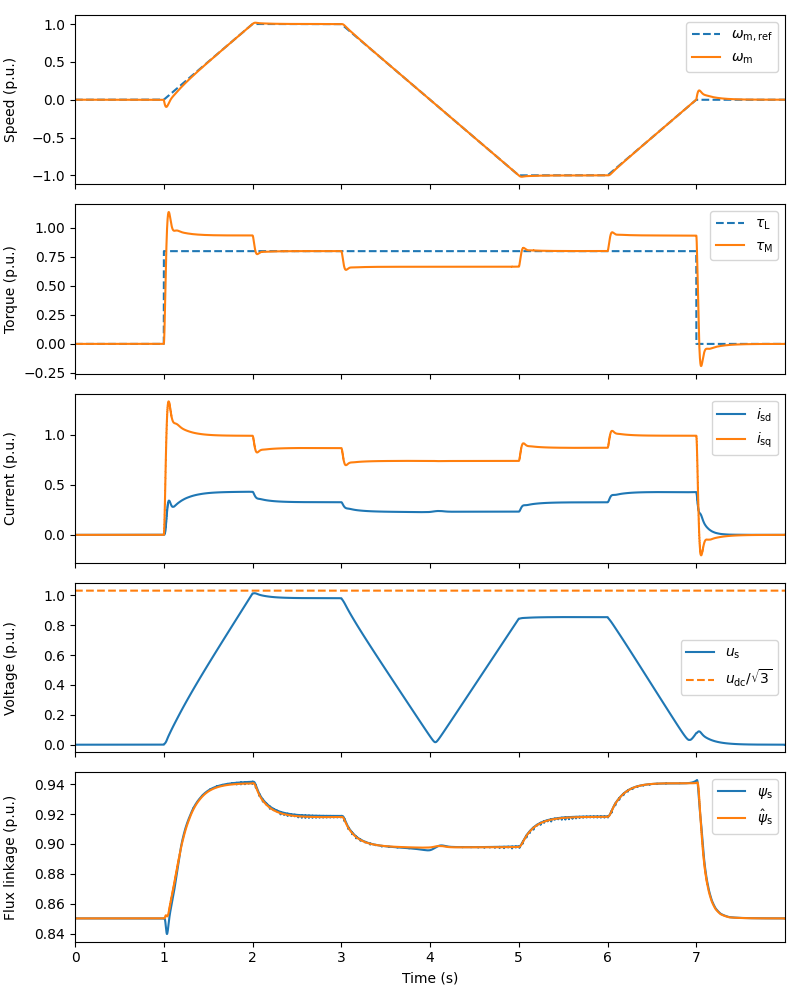 1.0
0.5
0.0
−0.5
−1.0
Speed (p.u.)
ω_m,ref
ω_m
1.00
0.75
0.50
0.25
0.00
−0.25
Torque (p.u.)
τ_L
τ_M
1.0
0.5
0.0
Current (p.u.)
i_sd
i_sq
1.0
0.8
0.6
0.4
0.2
0.0
Voltage (p.u.)
u_s
u_dc/√3
0.94
0.92
0.90
0.88
0.86
0.84
Flux linkage (p.u.)
ψ_s
ψ̂_s
0 1 2 3 4 5 6 7
Time (s)